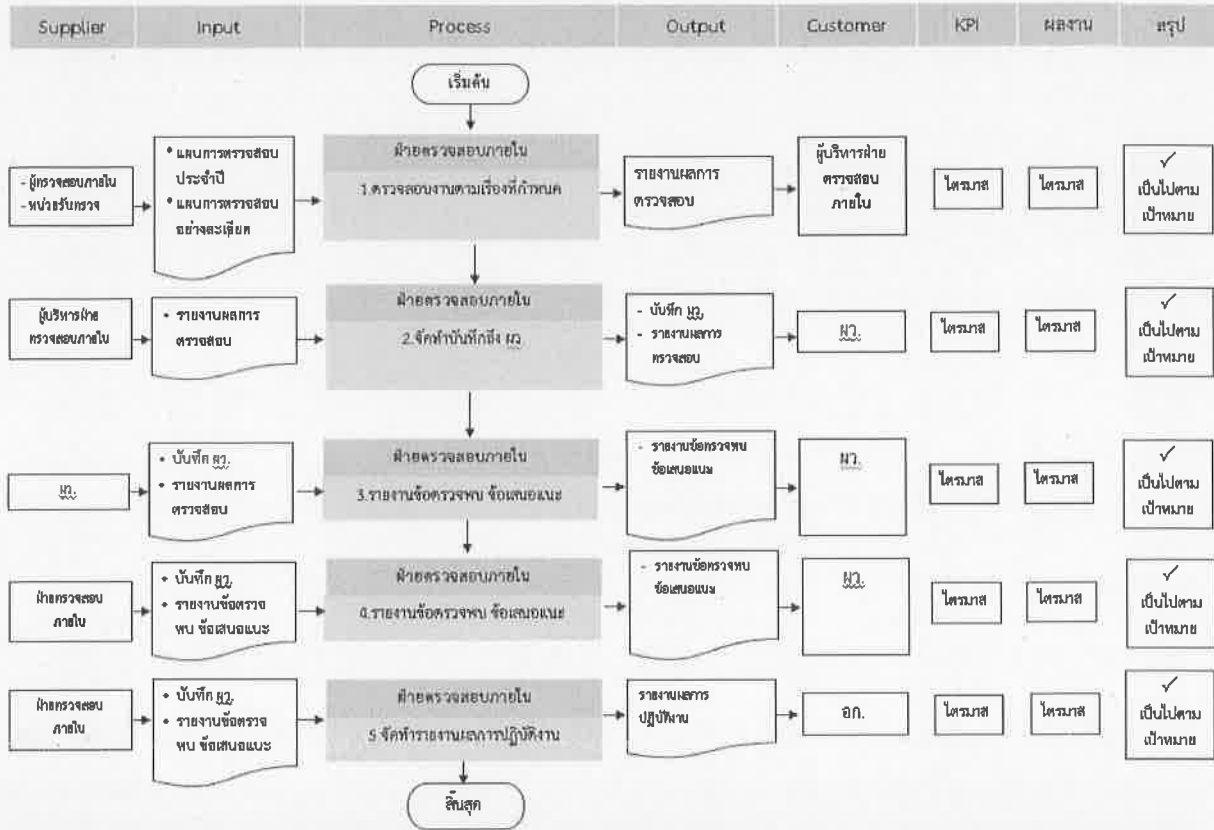 Supplier Input Process Output Customer KPI ผลงาน สรุป
เริ่มต้น
- ผู้ตรวจสอบภายใน
- หน่วยรับตรวจ
• แผนการตรวจสอบ
ประจำปี
• แผนการตรวจสอบ
อย่างละเอียด
ฝ่ายตรวจสอบภายใน
1.ตรวจสอบงานตามเรื่องที่กำหนด
รายงานผลการ
ตรวจสอบ
ผู้บริหารฝ่าย
ตรวจสอบ
ภายใน
ไตรมาส
ไตรมาส
✓
เป็นไปตาม
เป้าหมาย
ผู้บริหารฝ่าย
ตรวจสอบภายใน
• รายงานผลการ
ตรวจสอบ
ฝ่ายตรวจสอบภายใน
2.จัดทำบันทึกถึง ผว
- บันทึก ผว.
- รายงานผลการ
ตรวจสอบ
ผว.
ไตรมาส
ไตรมาส
✓
เป็นไปตาม
เป้าหมาย
ผว.
• บันทึก ผว.
• รายงานผลการ
ตรวจสอบ
ฝ่ายตรวจสอบภายใน
3.รายงานข้อตรวจพบ ข้อเสนอแนะ
- รายงานข้อตรวจพบ
ข้อเสนอแนะ
ผว.
ไตรมาส
ไตรมาส
✓
เป็นไปตาม
เป้าหมาย
ฝ่ายตรวจสอบ
ภายใน
• บันทึก ผว.
• รายงานข้อตรวจ
พบ ข้อเสนอแนะ
ฝ่ายตรวจสอบภายใน
4.รายงานข้อตรวจพบ ข้อเสนอแนะ
- รายงานข้อตรวจพบ
ข้อเสนอแนะ
ผว.
ไตรมาส
ไตรมาส
✓
เป็นไปตาม
เป้าหมาย
ฝ่ายตรวจสอบ
ภายใน
• บันทึก ผว.
• รายงานข้อตรวจ
พบ ข้อเสนอแนะ
ฝ่ายตรวจสอบภายใน
5 จัดทำรายงานผลการปฏิบัติงาน
รายงานผลการ
ปฏิบัติงาน
อก.
ไตรมาส
ไตรมาส
✓
เป็นไปตาม
เป้าหมาย
สิ้นสุด